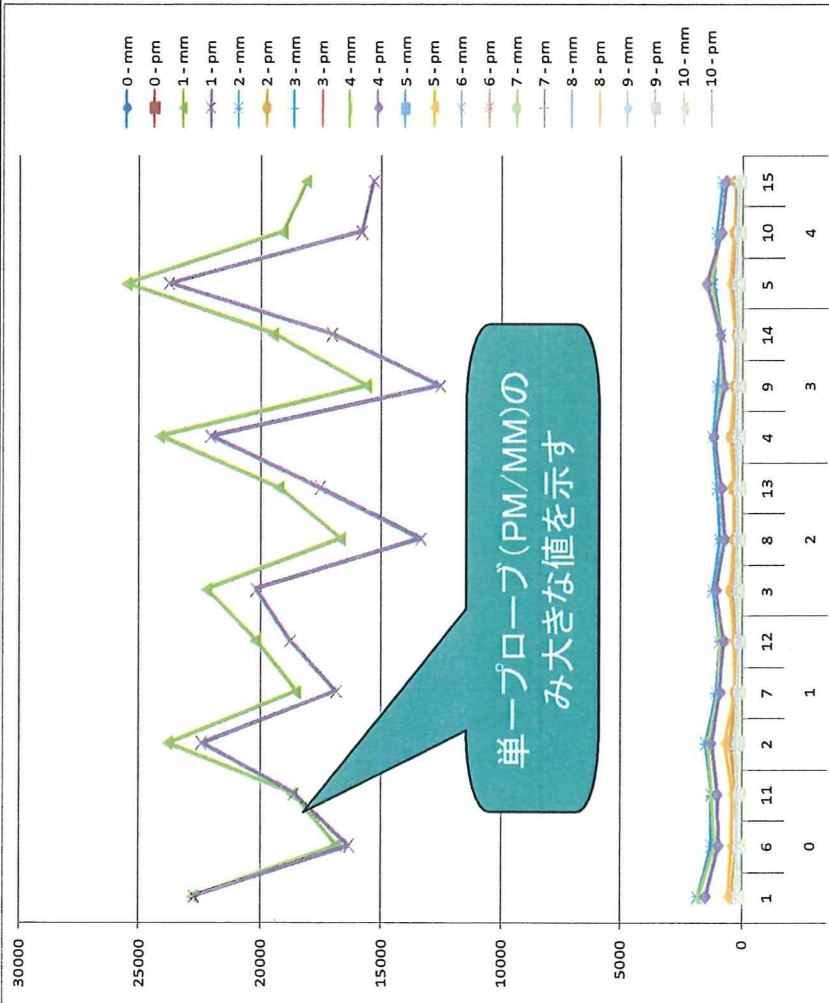 30000
25000
20000
15000
10000
5000
0
1
6
11
2
7
12
3
8
13
4
9
14
5
10
15
0
1
2
3
4
単一プローブ(PM/MM)の
み大きな値を示す
0 - mm
0 - pm
1 - mm
1 - pm
2 - mm
2 - pm
3 - mm
3 - pm
4 - mm
4 - pm
5 - mm
5 - pm
6 - mm
6 - pm
7 - mm
7 - pm
8 - mm
8 - pm
9 - mm
9 - pm
10 - mm
10 - pm